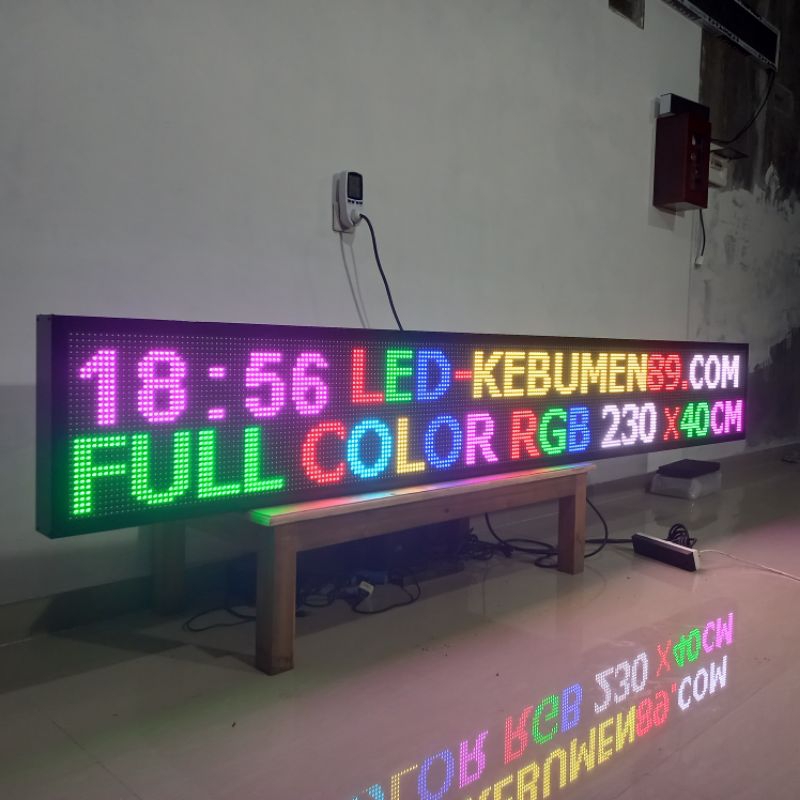 18:56 LED-KEBUMEN89.COM
FULL COLOR RGB 230 X40CM